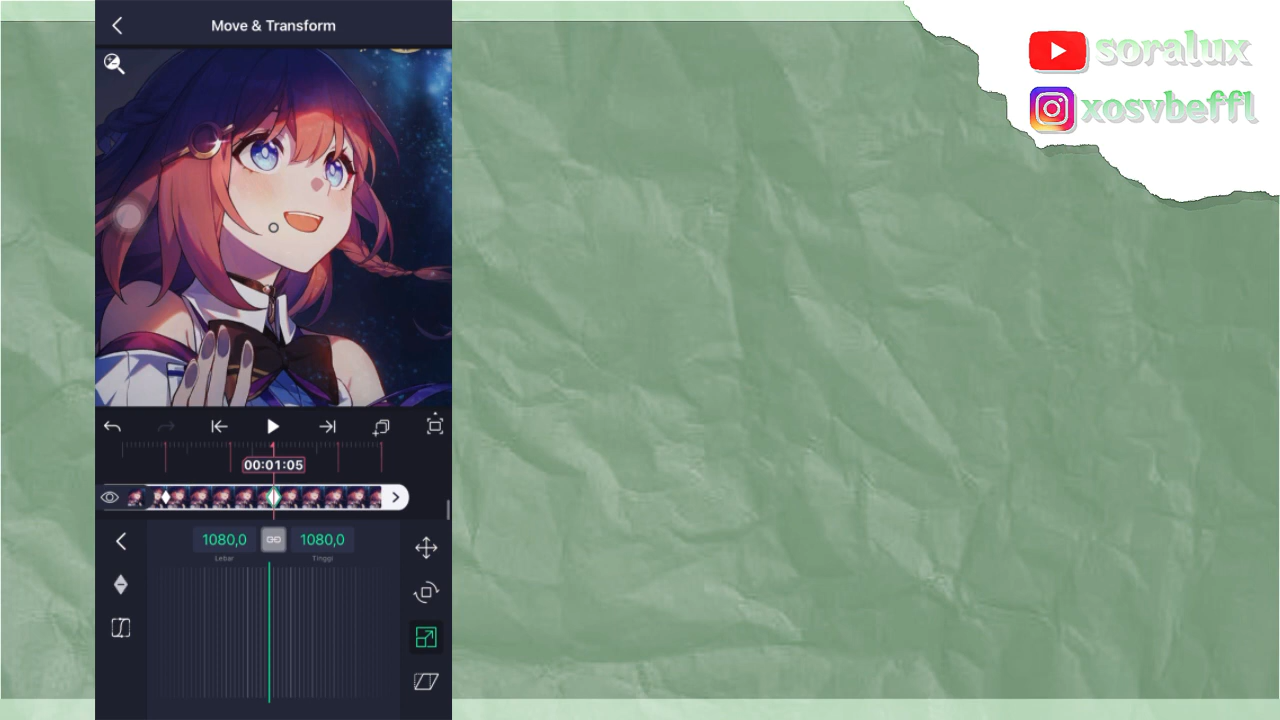 Move & Transform
soralux
xosvbeffl
00:01:05
1080,0 1080,0
Lebar Tinggi